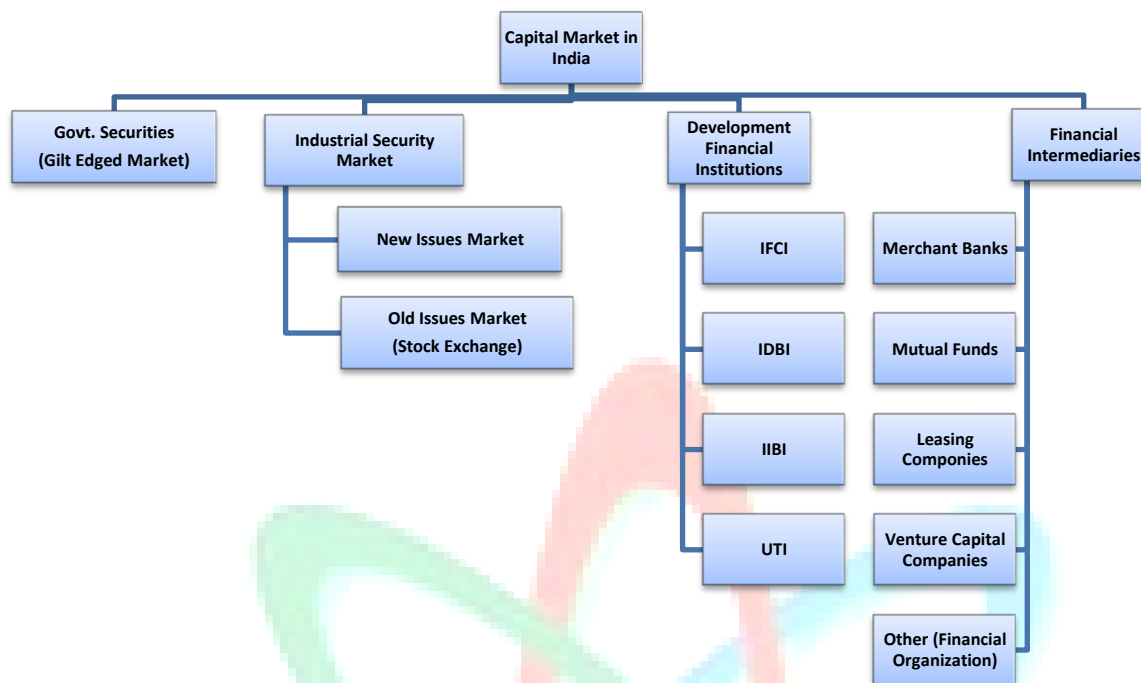 Capital Market in
India
Govt. Securities
(Gilt Edged Market)
Industrial Security
Market
New Issues Market
Old Issues Market
(Stock Exchange)
Development
Financial
Institutions
IFCI
IDBI
IIBI
UTI
Financial
Intermediaries
Merchant Banks
Mutual Funds
Leasing
Componies
Venture Capital
Companies
Other (Financial
Organization)